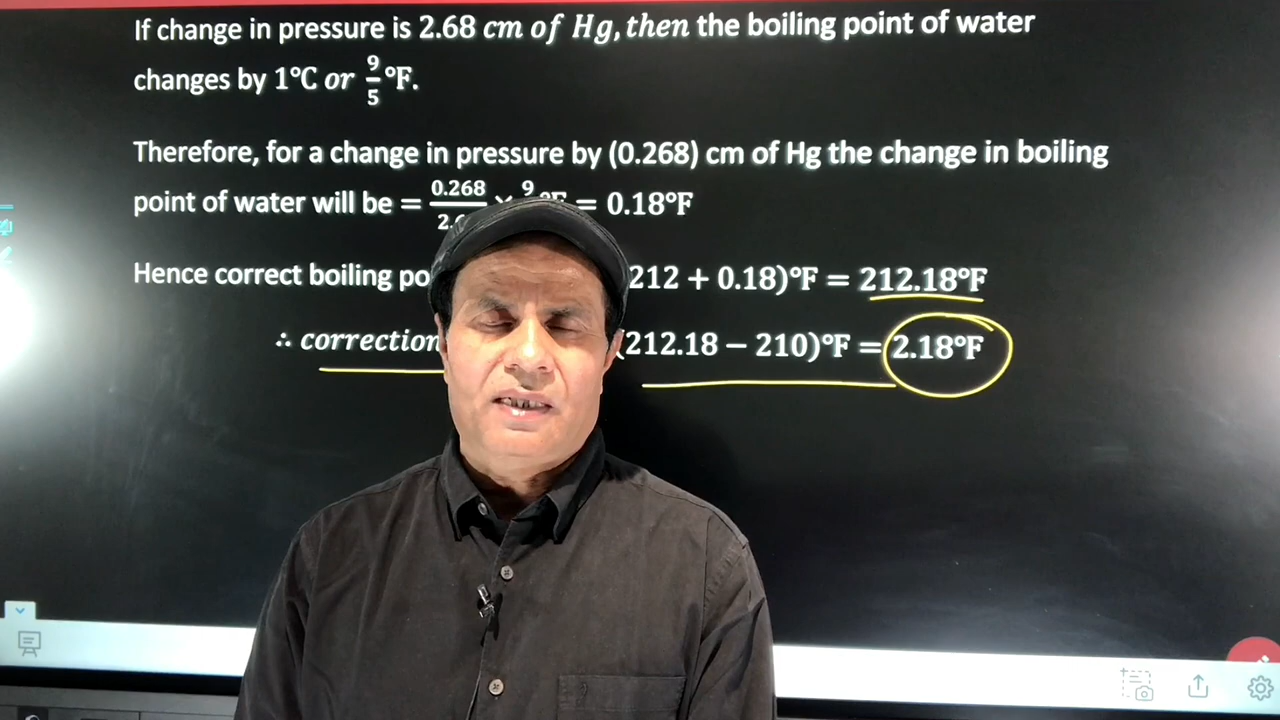 If change in pressure is 2.68 cm of Hg, then the boiling point of water
changes by 1°C or 9/5 °F.
Therefore, for a change in pressure by (0.268) cm of Hg the change in boiling
point of water will be = 0.268/2. × 9 °F = 0.18°F
Hence correct boiling po 212 + 0.18)°F = 212.18°F
∴ correction (212.18 − 210)°F = 2.18°F